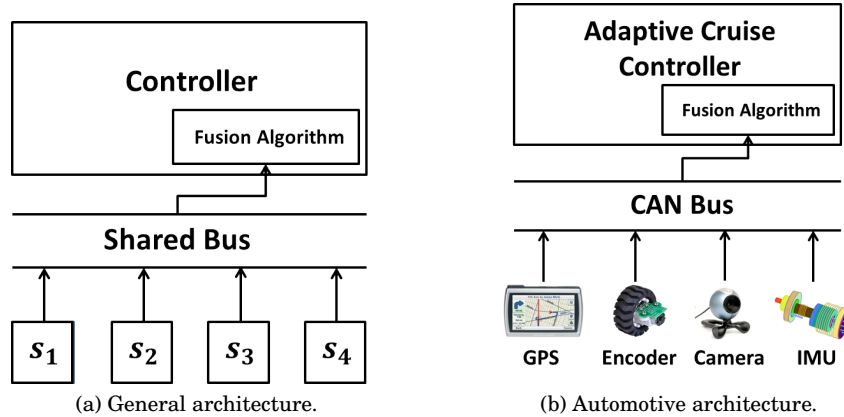 Controller
Fusion Algorithm
Shared Bus
s1
s2
s3
s4
(a) General architecture.
Adaptive Cruise
Controller
Fusion Algorithm
CAN Bus
GPS
Encoder
Camera
IMU
(b) Automotive architecture.